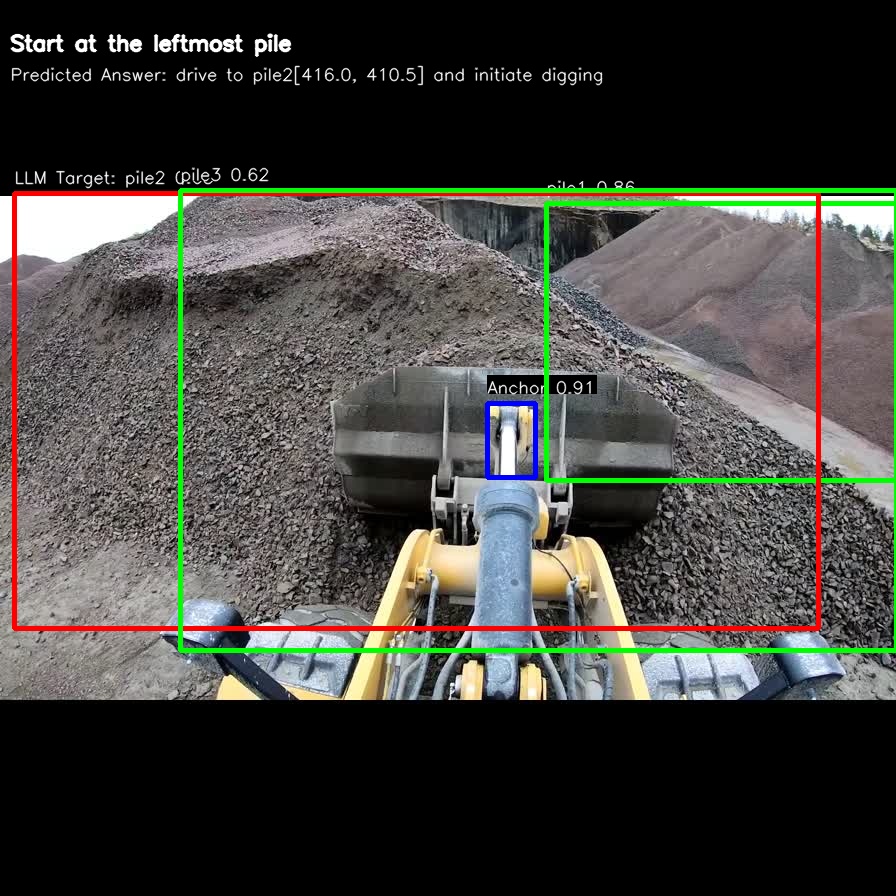 Start at the leftmost pile
Predicted Answer: drive to pile2[416.0, 410.5] and initiate digging
LLM Target: pile2
pile3 0.62
pile1 0.86
Anchor 0.91